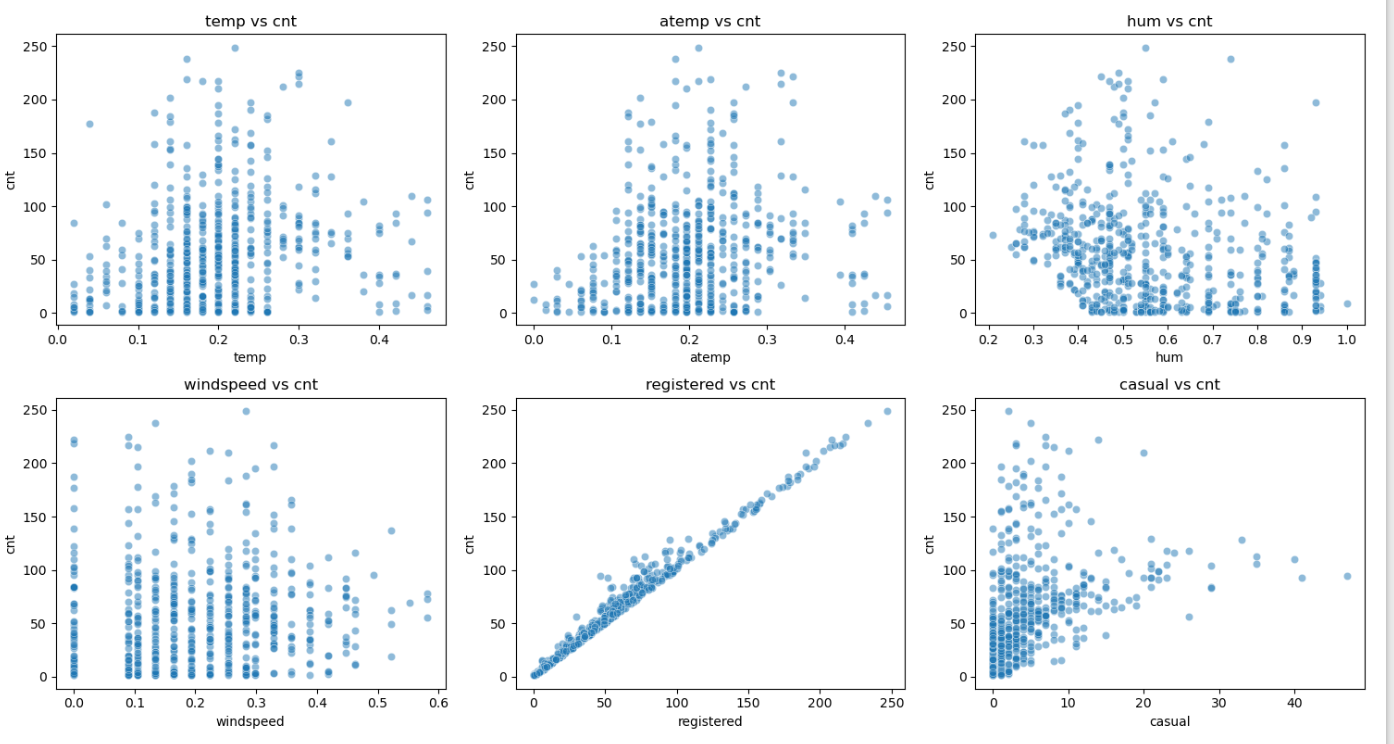 temp vs cnt
250
200
150
100
50
0
cnt
0.0 0.1 0.2 0.3 0.4
temp
atemp vs cnt
250
200
150
100
50
0
cnt
0.0 0.1 0.2 0.3 0.4
atemp
hum vs cnt
250
200
150
100
50
0
cnt
0.2 0.3 0.4 0.5 0.6 0.7 0.8 0.9 1.0
hum
windspeed vs cnt
250
200
150
100
50
0
cnt
0.0 0.1 0.2 0.3 0.4 0.5 0.6
windspeed
registered vs cnt
250
200
150
100
50
0
cnt
0 50 100 150 200 250
registered
casual vs cnt
250
200
150
100
50
0
cnt
0 10 20 30 40
casual